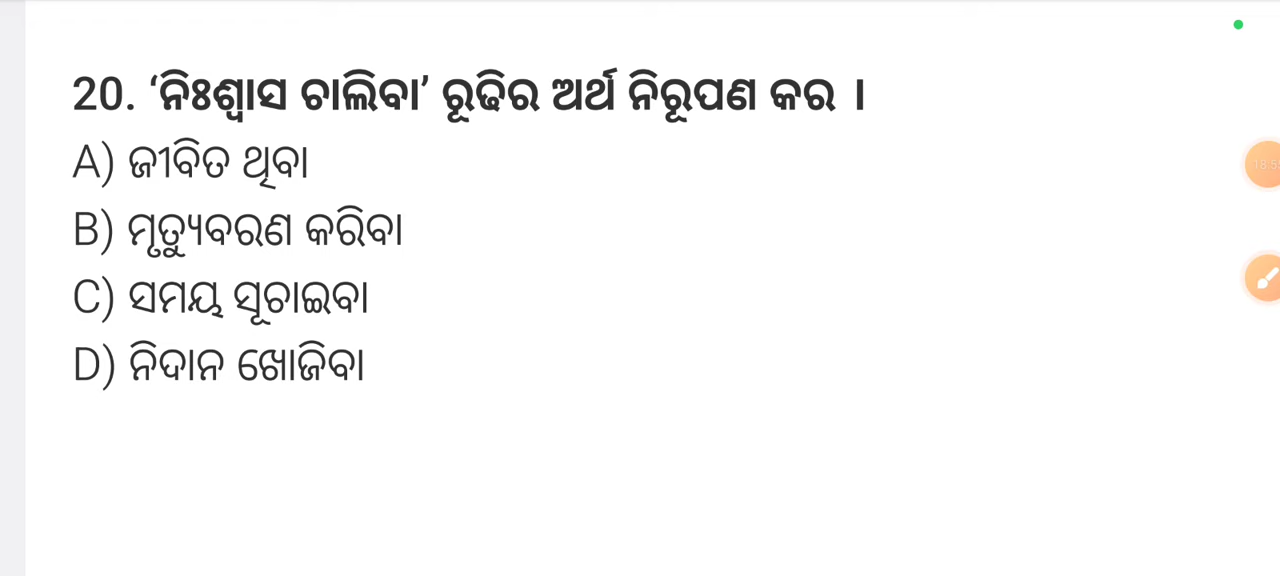 20. ‘ନିଃଶ୍ୱାସ ଚାଲିବା’ ରୂଢିର ଅର୍ଥ ନିରୂପଣ କର ।
A) ଜୀବିତ ଥିବା
B) ମୃତ୍ୟୁବରଣ କରିବା
C) ସମୟ ସୂଚାଇବା
D) ନିଦାନ ଖୋଜିବା